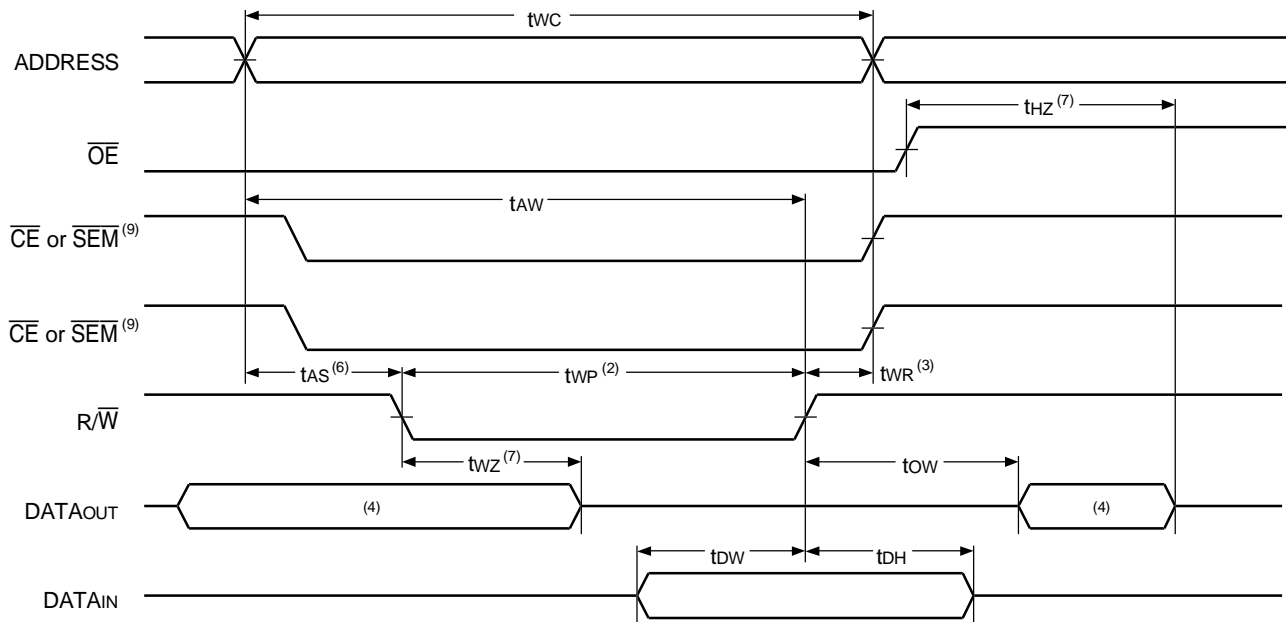 tWC
ADDRESS
tHZ (7)
OE
tAW
CE or SEM (9)
CE or SEM (9)
tAS (6) tWP (2) tWR (3)
R/W
tWZ (7) tOW
DATAOUT (4) (4)
tDW tDH
DATAIN